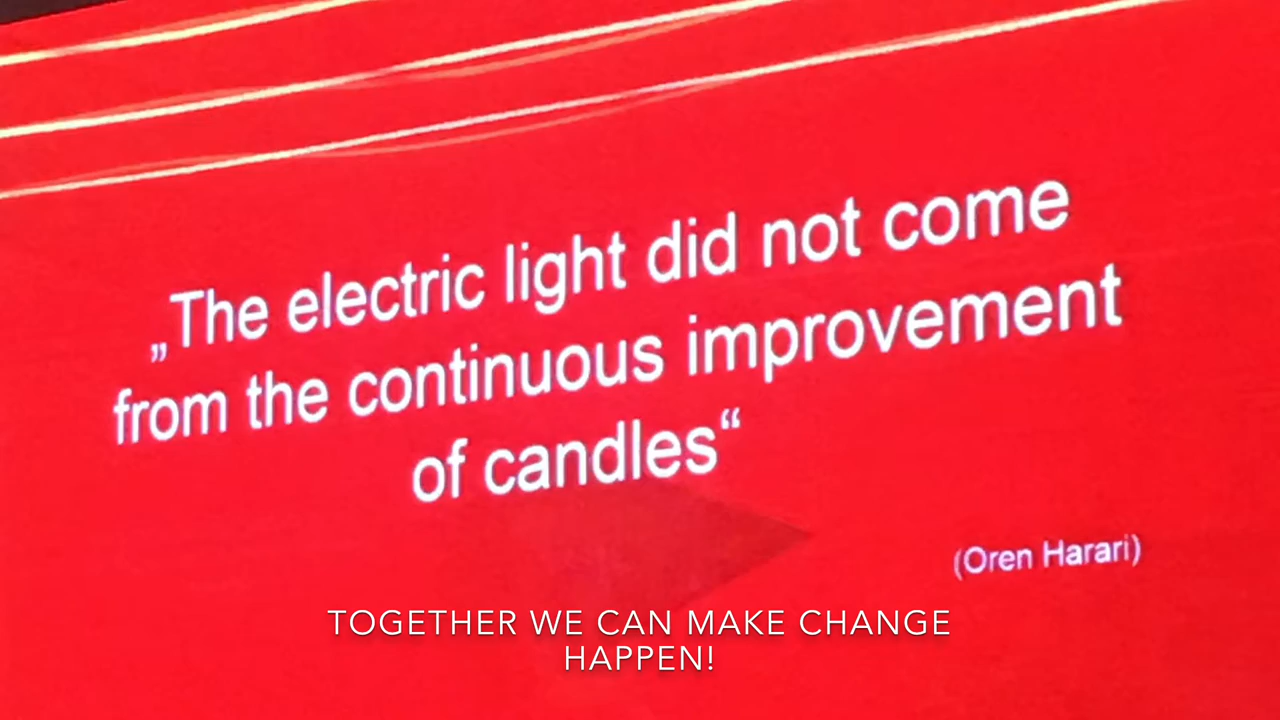 „The electric light did not come
from the continuous improvement
of candles“
(Oren Harari)
TOGETHER WE CAN MAKE CHANGE
HAPPEN!